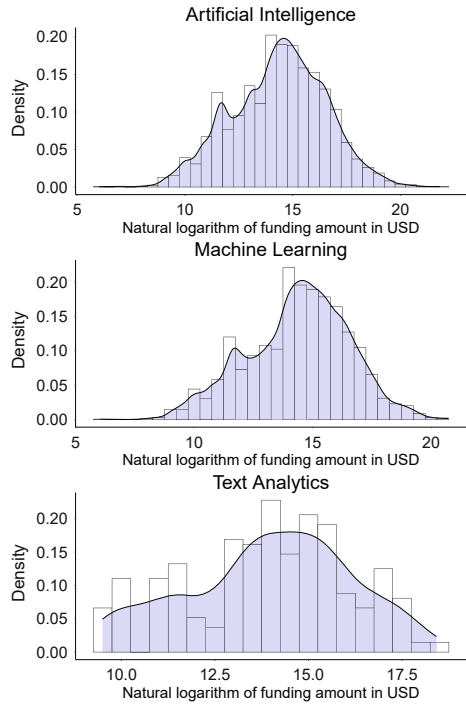 Artificial Intelligence
0.20
0.15
0.10
0.05
0.00
Density
5 10 15 20
Natural logarithm of funding amount in USD
Machine Learning
0.20
0.15
0.10
0.05
0.00
Density
5 10 15 20
Natural logarithm of funding amount in USD
Text Analytics
0.20
0.15
0.10
0.05
0.00
Density
10.0 12.5 15.0 17.5
Natural logarithm of funding amount in USD